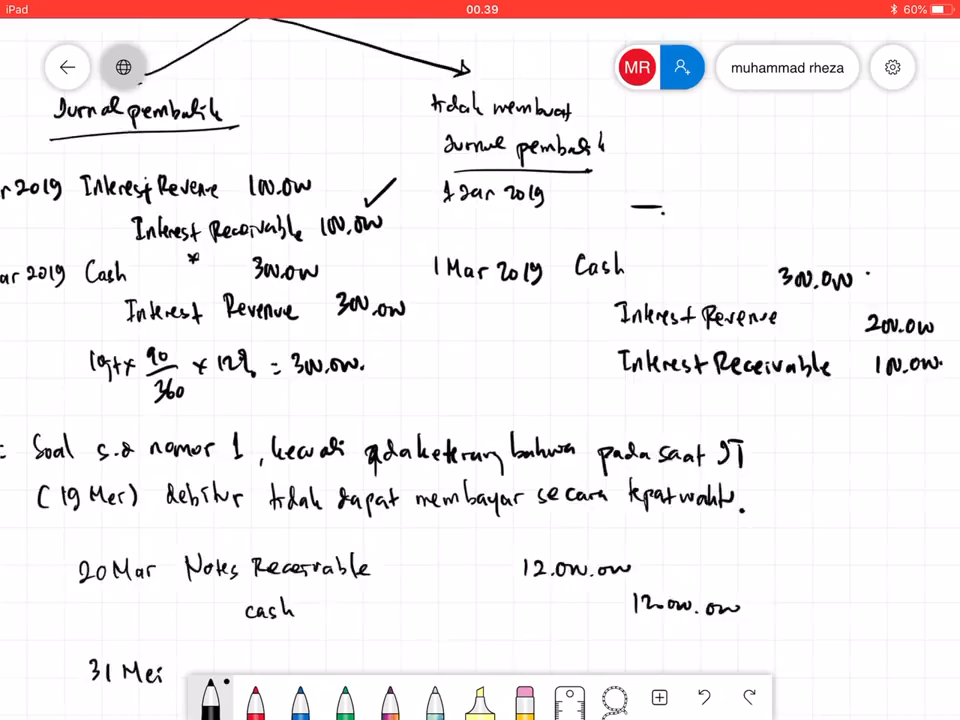 iPad 00.39 60%
MR muhammad rheza
Jurnal pembalik
tidak membuat
Jurnal pembalik
r 2019 Interest Revenue 100.000
Interest Receivable 100.000
1 Jan 2019 —.
ar 2019 Cash 300.000
Interest Revenue 300.000
1 Mar 2019 Cash 300.000
Interest Revenue 200.000
Interest Receivable 100.000
10jt x 90/360 x 12% = 300.000.
= Soal s.d nomor 1, kecuali ada keterang bahwa pada saat JT
(19 Mei) debitur tidak dapat membayar secara tepat waktu.
20 Mar Notes Receivable 12.000.000
cash 12.000.000
31 Mei